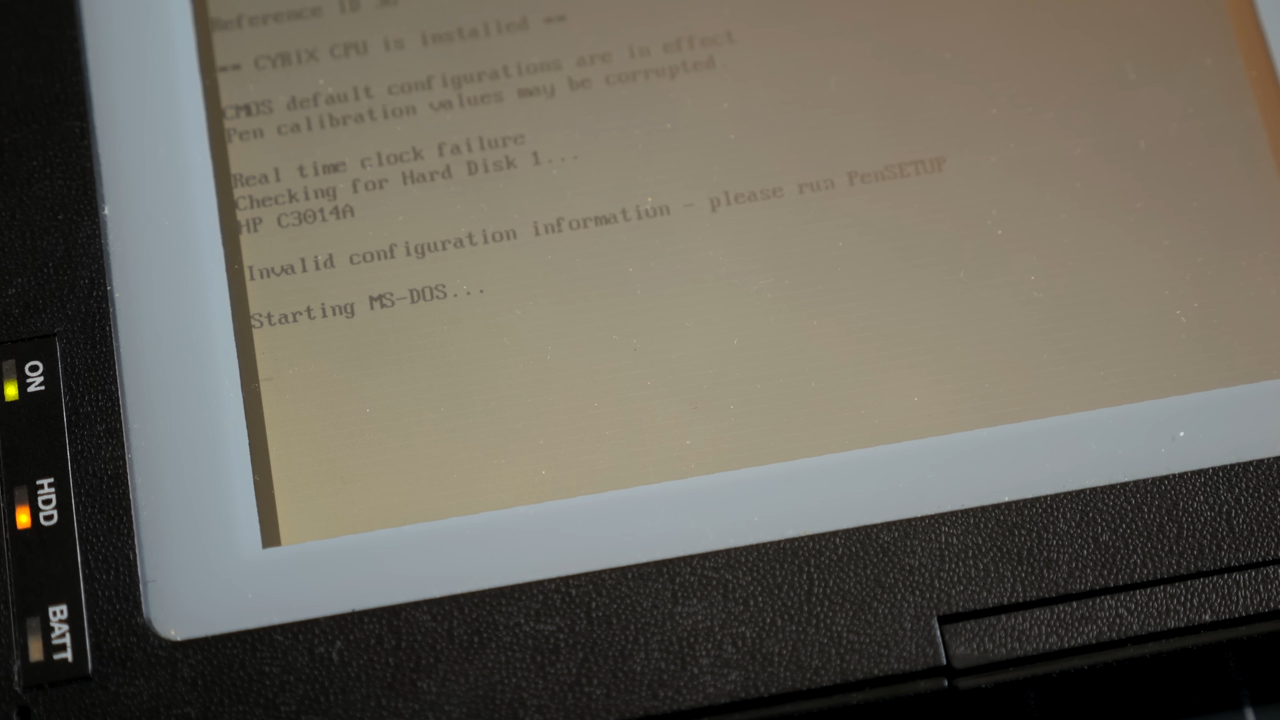 Reference ID
-- CYRIX CPU is installed --
CMOS default configurations are in effect
Pen calibration values may be corrupted
Real time clock failure
Checking for Hard Disk 1...
HP C3014A
Invalid configuration information - please run PenSETUP
Starting MS-DOS...
ON
HDD
BATT